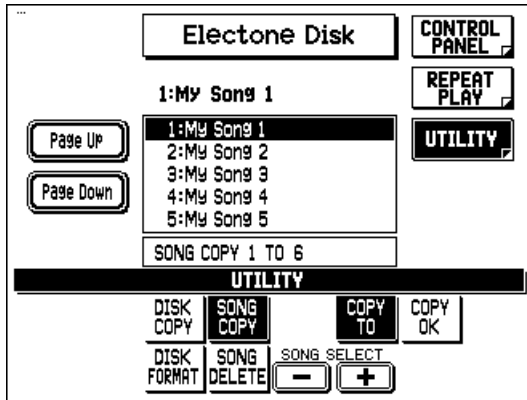 ...
Electone Disk
CONTROL
PANEL
1:My Song 1
REPEAT
PLAY
Page Up
Page Down
1:My Song 1
2:My Song 2
3:My Song 3
4:My Song 4
5:My Song 5
UTILITY
SONG COPY 1 TO 6
UTILITY
DISK
COPY
SONG
COPY
COPY
TO
COPY
OK
DISK
FORMAT
SONG
DELETE
SONG SELECT
−
+